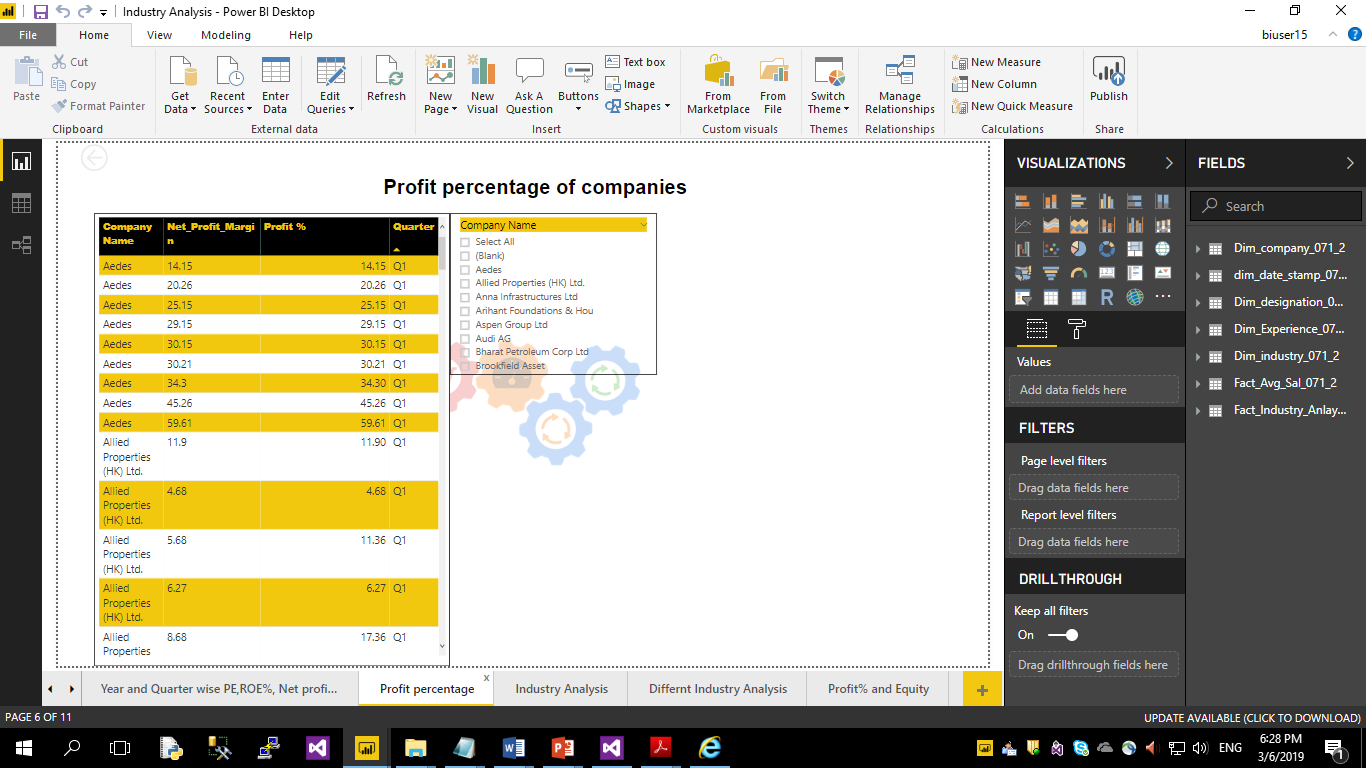 Industry Analysis - Power BI Desktop
File Home View Modeling Help biuser15
Paste Cut Copy Format Painter
Get Data Recent Sources Enter Data Edit Queries Refresh New Page New Visual Ask A Question Buttons Text box Image Shapes From Marketplace From File Switch Theme Manage Relationships New Measure New Column New Quick Measure Publish
Clipboard External data Insert Custom visuals Themes Relationships Calculations Share
Profit percentage of companies
Company Name Net_Profit_Margin Profit % Quarter
Aedes 14.15 14.15 Q1
Aedes 20.26 20.26 Q1
Aedes 25.15 25.15 Q1
Aedes 29.15 29.15 Q1
Aedes 30.15 30.15 Q1
Aedes 30.21 30.21 Q1
Aedes 34.3 34.30 Q1
Aedes 45.26 45.26 Q1
Aedes 59.61 59.61 Q1
Allied Properties (HK) Ltd. 11.9 11.90 Q1
Allied Properties (HK) Ltd. 4.68 4.68 Q1
Allied Properties (HK) Ltd. 5.68 11.36 Q1
Allied Properties (HK) Ltd. 6.27 6.27 Q1
Allied Properties 8.68 17.36 Q1
Company Name
Select All
(Blank)
Aedes
Allied Properties (HK) Ltd.
Anna Infrastructures Ltd
Arihant Foundations & Hou
Aspen Group Ltd
Audi AG
Bharat Petroleum Corp Ltd
Brookfield Asset
VISUALIZATIONS
R
Values
Add data fields here
FILTERS
Page level filters
Drag data fields here
Report level filters
Drag data fields here
DRILLTHROUGH
Keep all filters
On
Drag drillthrough fields here
FIELDS
Search
Dim_company_071_2
dim_date_stamp_07...
Dim_designation_0...
Dim_Experience_07...
Dim_industry_071_2
Fact_Avg_Sal_071_2
Fact_Industry_Anlay...
Year and Quarter wise PE,ROE%, Net profi... Profit percentage x Industry Analysis Differnt Industry Analysis Profit% and Equity +
PAGE 6 OF 11 UPDATE AVAILABLE (CLICK TO DOWNLOAD)
ENG 6:28 PM
3/6/2019 1